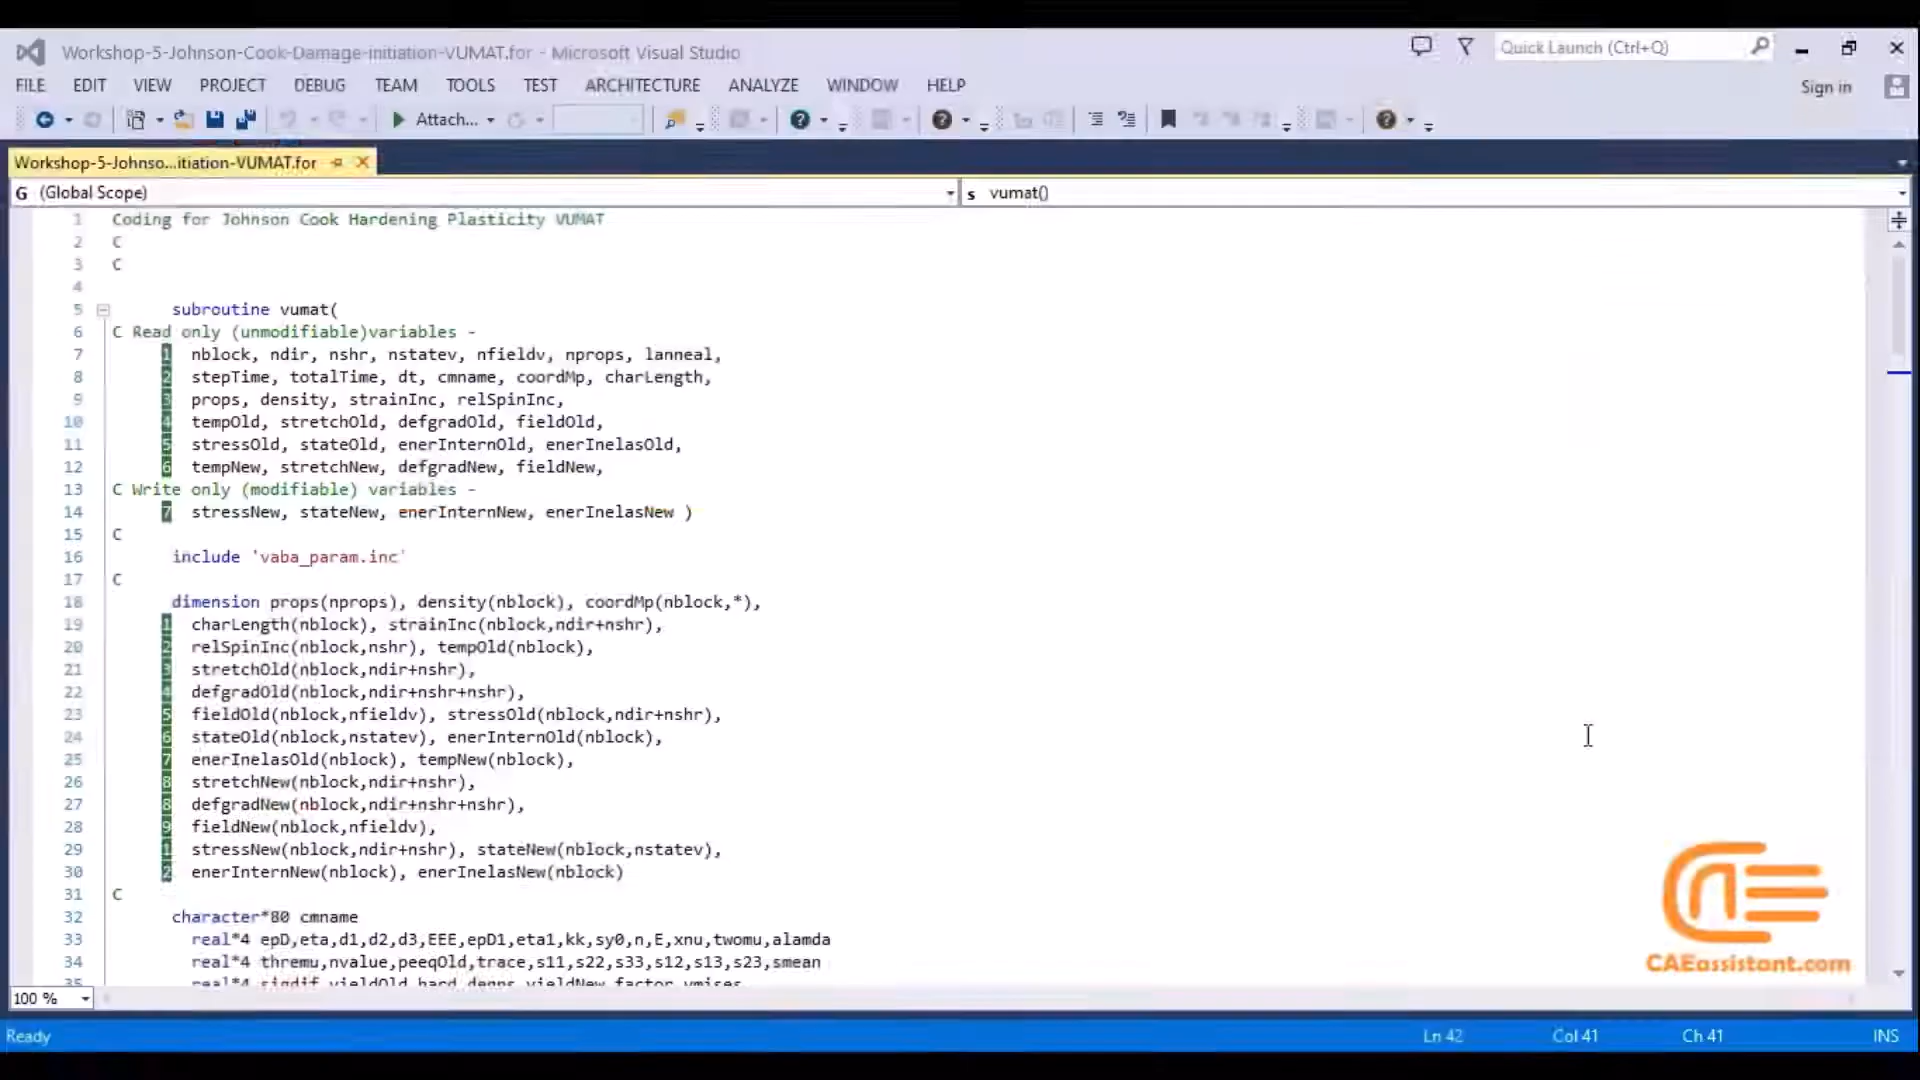 Workshop-5-Johnson-Cook-Damage-initiation-VUMAT.for - Microsoft Visual Studio
Quick Launch (Ctrl+Q)
FILE EDIT VIEW PROJECT DEBUG TEAM TOOLS TEST ARCHITECTURE ANALYZE WINDOW HELP
Sign in
Attach...
Workshop-5-Johnso...itiation-VUMAT.for
G (Global Scope)
s vumat()
1 Coding for Johnson Cook Hardening Plasticity VUMAT
2 C
3 C
4
5 subroutine vumat(
6 C Read only (unmodifiable)variables -
7 1 nblock, ndir, nshr, nstatev, nfieldv, nprops, lanneal,
8 2 stepTime, totalTime, dt, cmname, coordMp, charLength,
9 3 props, density, strainInc, relSpinInc,
10 4 tempOld, stretchOld, defgradOld, fieldOld,
11 5 stressOld, stateOld, enerInternOld, enerInelasOld,
12 6 tempNew, stretchNew, defgradNew, fieldNew,
13 C Write only (modifiable) variables -
14 7 stressNew, stateNew, enerInternNew, enerInelasNew )
15 C
16 include 'vaba_param.inc'
17 C
18 dimension props(nprops), density(nblock), coordMp(nblock,*),
19 1 charLength(nblock), strainInc(nblock,ndir+nshr),
20 2 relSpinInc(nblock,nshr), tempOld(nblock),
21 3 stretchOld(nblock,ndir+nshr),
22 4 defgradOld(nblock,ndir+nshr+nshr),
23 5 fieldOld(nblock,nfieldv), stressOld(nblock,ndir+nshr),
24 6 stateOld(nblock,nstatev), enerInternOld(nblock),
25 7 enerInelasOld(nblock), tempNew(nblock),
26 8 stretchNew(nblock,ndir+nshr),
27 8 defgradNew(nblock,ndir+nshr+nshr),
28 9 fieldNew(nblock,nfieldv),
29 1 stressNew(nblock,ndir+nshr), stateNew(nblock,nstatev),
30 2 enerInternNew(nblock), enerInelasNew(nblock)
31 C
32 character*80 cmname
33 real*4 epD,eta,d1,d2,d3,EEE,epD1,eta1,kk,sy0,n,E,xnu,twomu,alamda
34 real*4 thremu,nvalue,peeqOld,trace,s11,s22,s33,s12,s13,s23,smean
35 real*4 sigdif,yieldOld,hard,deqps,yieldNew,factor,vmises
CAEassistant.com
100 %
Ready
Ln 42 Col 41 Ch 41 INS